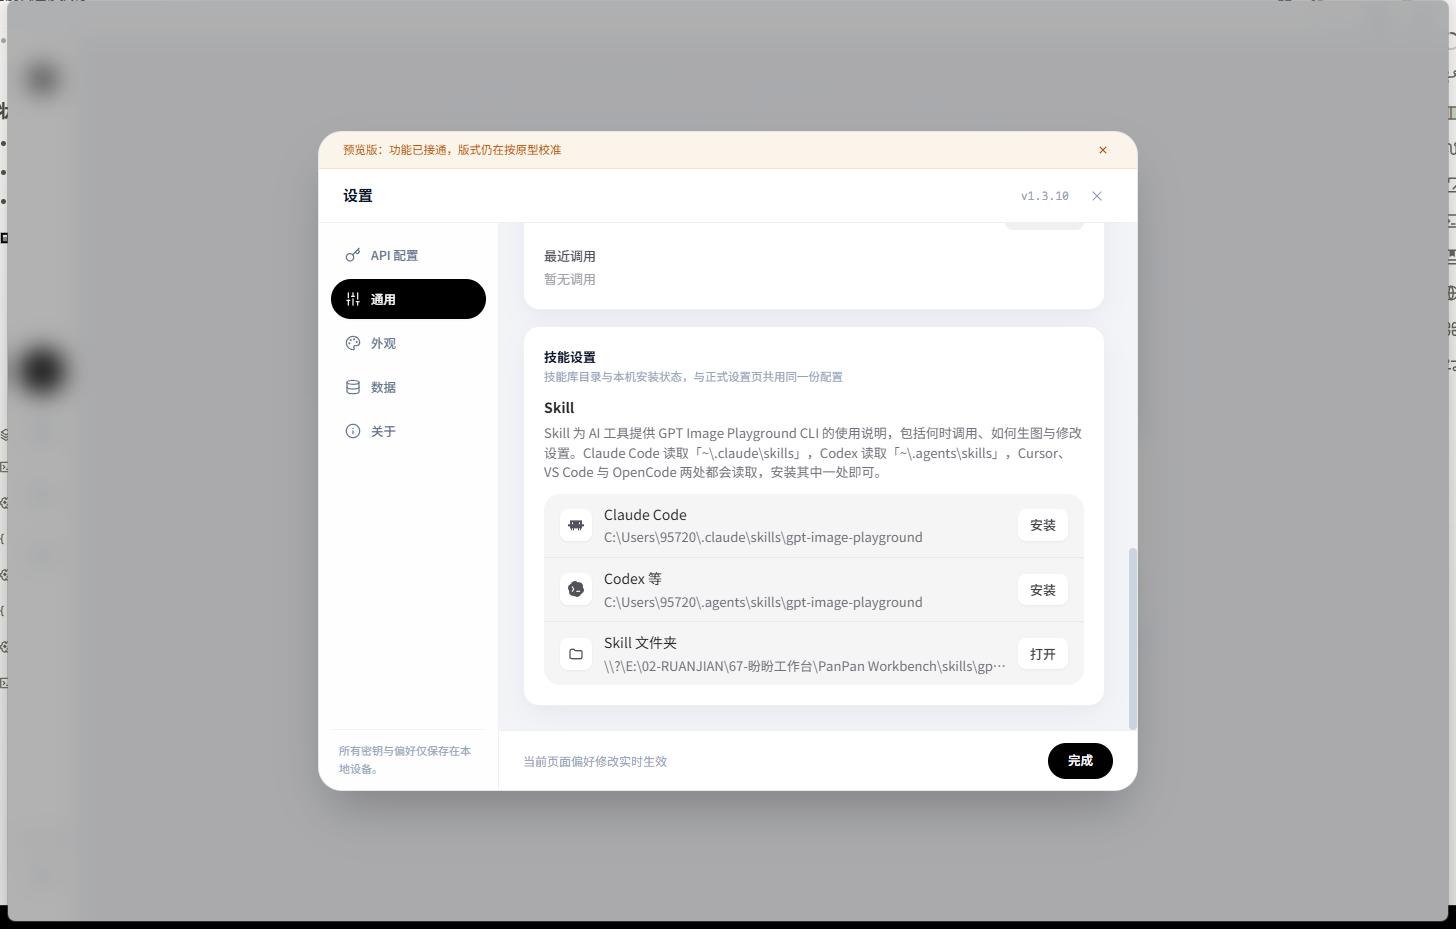 预览版：功能已接通，版式仍在按原型校准
设置
v1.3.10
API 配置
通用
外观
数据
关于
所有密钥与偏好仅保存在本
地设备。
最近调用
暂无调用
技能设置
技能库目录与本机安装状态，与正式设置页共用同一份配置
Skill
Skill 为 AI 工具提供 GPT Image Playground CLI 的使用说明，包括何时调用、如何生图与修改
设置。Claude Code 读取「~\.claude\skills」，Codex 读取「~\.agents\skills」，Cursor、
VS Code 与 OpenCode 两处都会读取，安装其中一处即可。
Claude Code
C:\Users\95720\.claude\skills\gpt-image-playground
安装
Codex 等
C:\Users\95720\.agents\skills\gpt-image-playground
安装
Skill 文件夹
\\?\E:\02-RUANJIAN\67-盼盼工作台\PanPan Workbench\skills\gp…
打开
当前页面偏好修改实时生效
完成